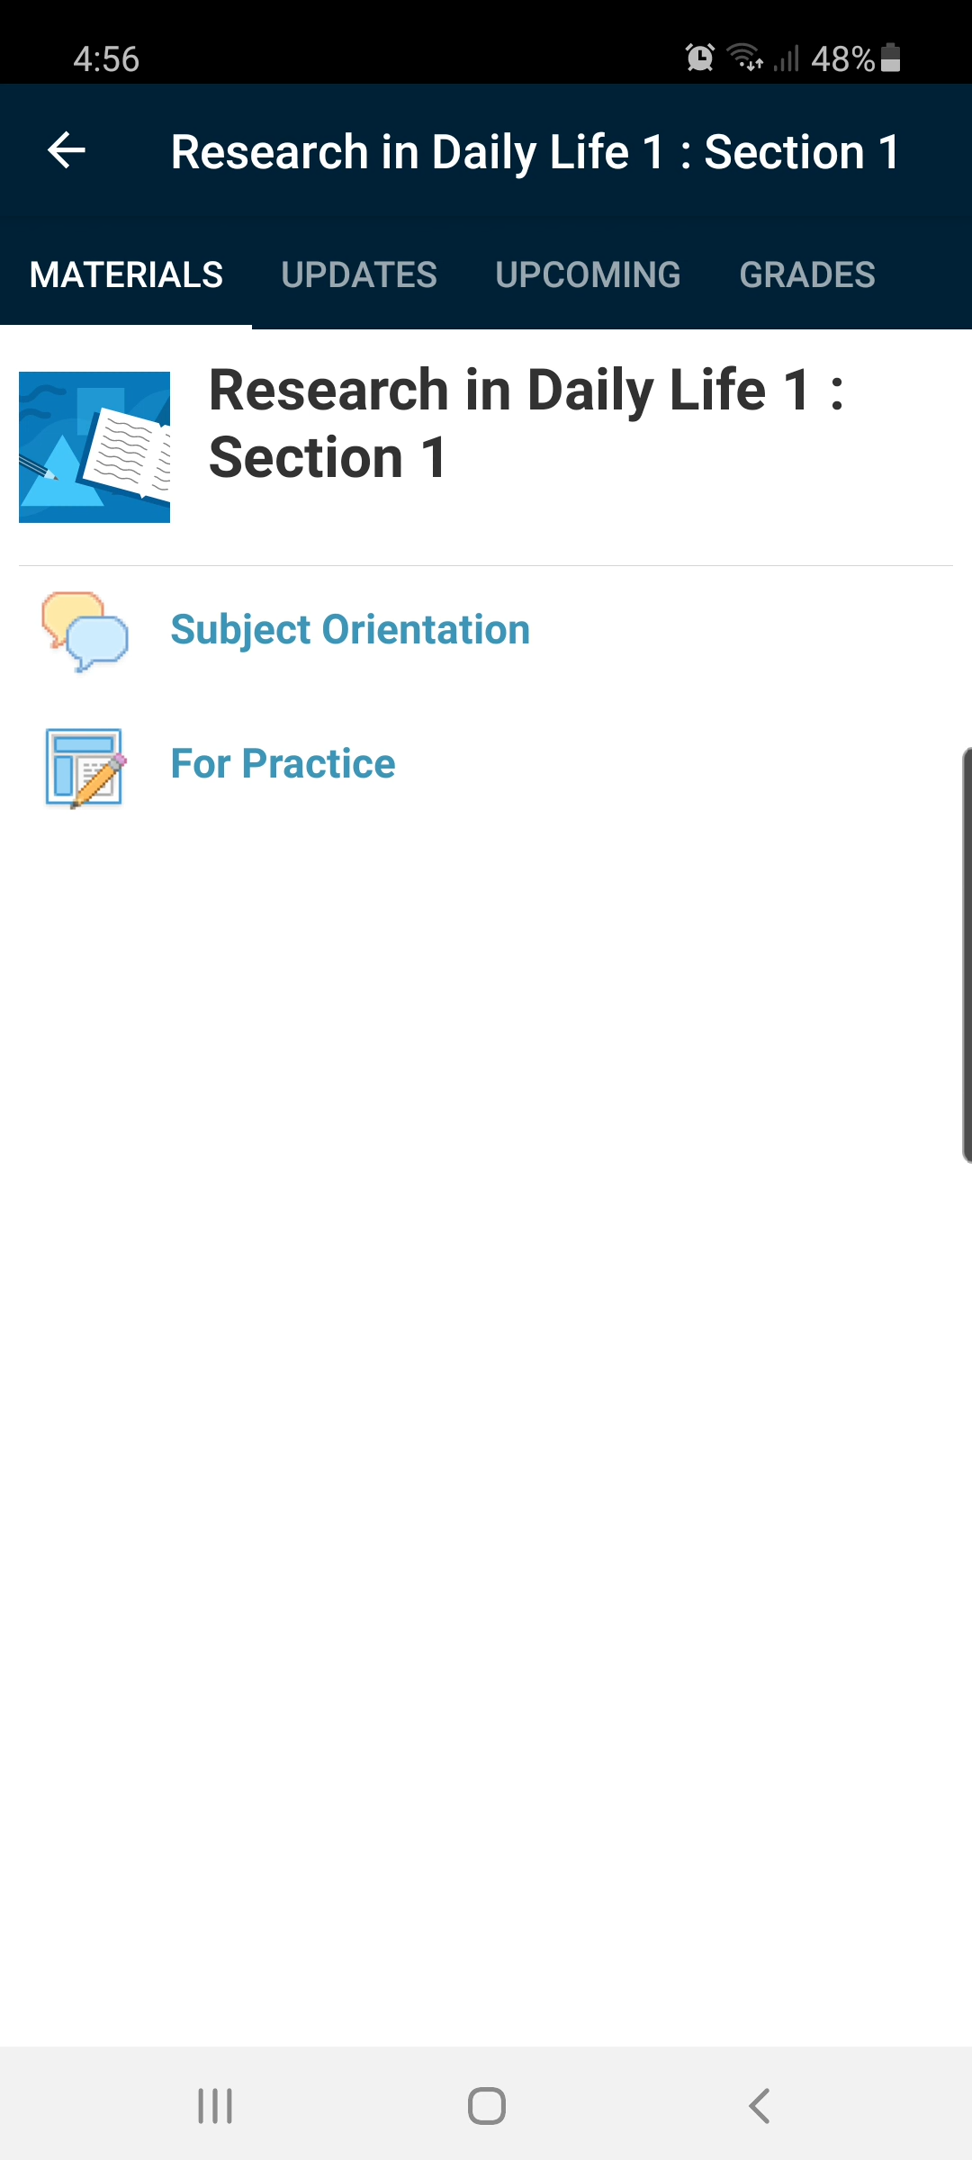 4:56
48%
Research in Daily Life 1 : Section 1
MATERIALS UPDATES UPCOMING GRADES
Research in Daily Life 1 :
Section 1
Subject Orientation
For Practice